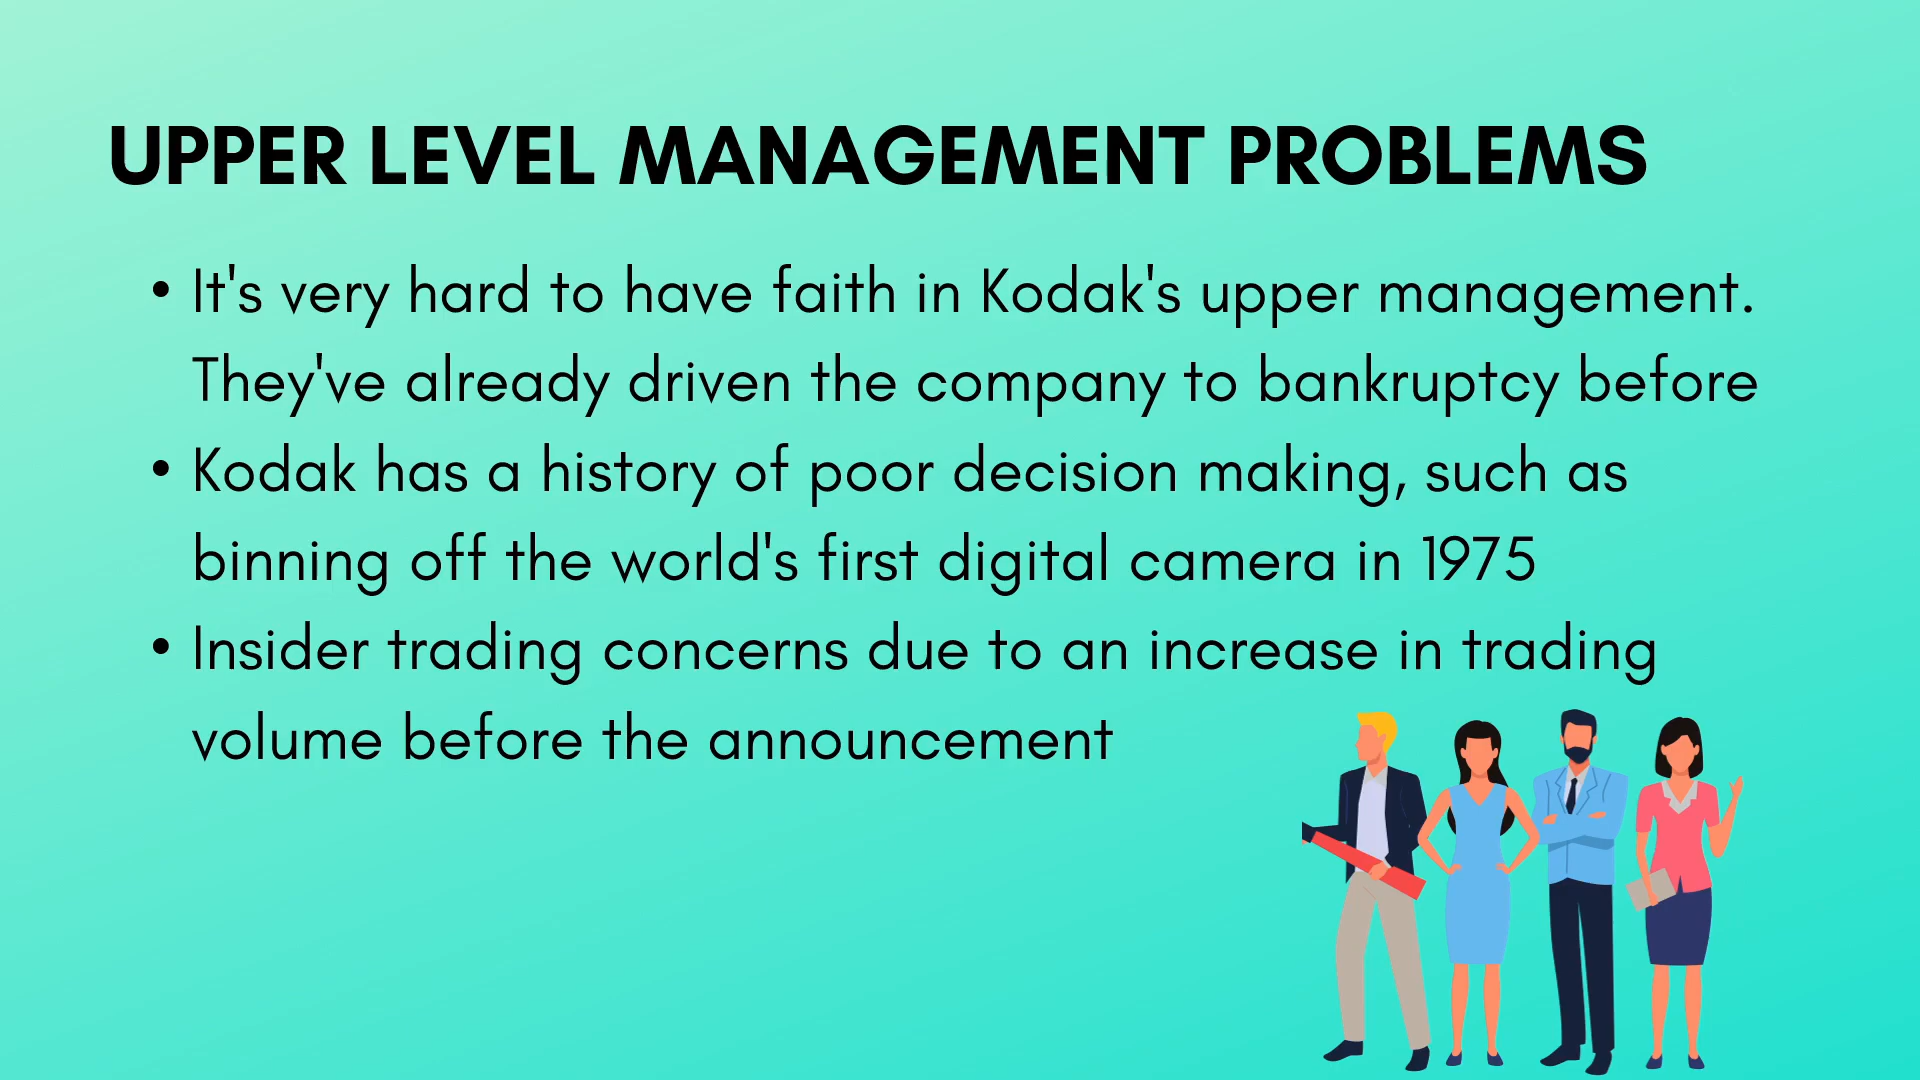 UPPER LEVEL MANAGEMENT PROBLEMS
• It's very hard to have faith in Kodak's upper management.
They've already driven the company to bankruptcy before
• Kodak has a history of poor decision making, such as
binning off the world's first digital camera in 1975
• Insider trading concerns due to an increase in trading
volume before the announcement